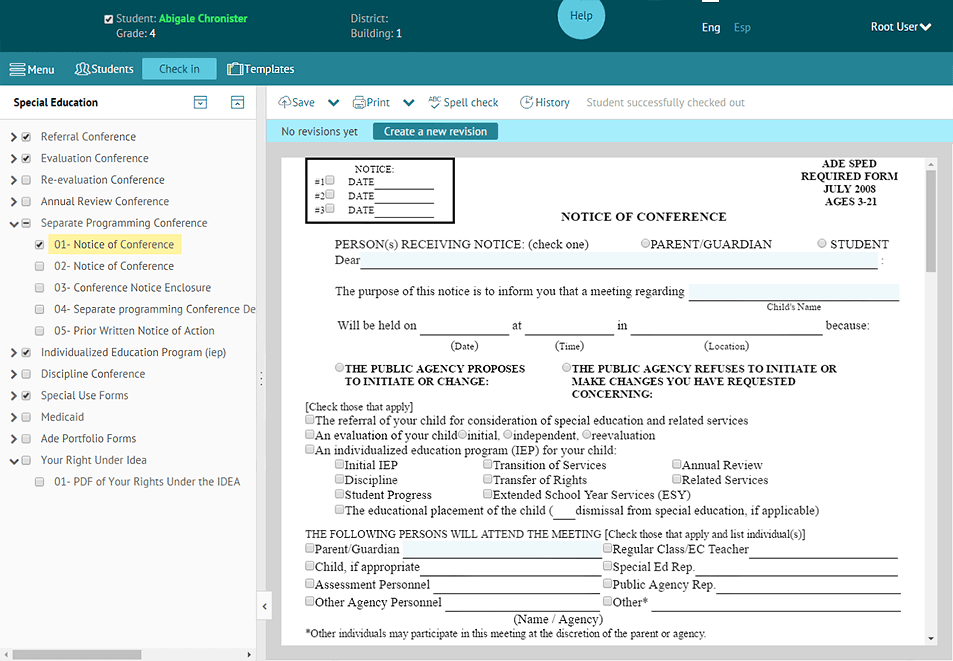 Student: Abigale Chronister
Grade: 4
District:
Building: 1
Help
Eng Esp
Root User
Menu Students Check in Templates
Special Education
Save Print ABC Spell check History Student successfully checked out
No revisions yet Create a new revision
Referral Conference
Evaluation Conference
Re-evaluation Conference
Annual Review Conference
Separate Programming Conference
01- Notice of Conference
02- Notice of Conference
03- Conference Notice Enclosure
04- Separate programming Conference De
05- Prior Written Notice of Action
Individualized Education Program (iep)
Discipline Conference
Special Use Forms
Medicaid
Ade Portfolio Forms
Your Right Under Idea
01- PDF of Your Rights Under the IDEA
NOTICE:
#1 DATE
#2 DATE
#3 DATE
ADE SPED
REQUIRED FORM
JULY 2008
AGES 3-21
NOTICE OF CONFERENCE
PERSON(s) RECEIVING NOTICE: (check one) PARENT/GUARDIAN STUDENT
Dear :
The purpose of this notice is to inform you that a meeting regarding
Child's Name
Will be held on at in because:
(Date) (Time) (Location)
THE PUBLIC AGENCY PROPOSES
TO INITIATE OR CHANGE:
THE PUBLIC AGENCY REFUSES TO INITIATE OR
MAKE CHANGES YOU HAVE REQUESTED
CONCERNING:
[Check those that apply]
The referral of your child for consideration of special education and related services
An evaluation of your child initial, independent, reevaluation
An individualized education program (IEP) for your child:
Initial IEP Transition of Services Annual Review
Discipline Transfer of Rights Related Services
Student Progress Extended School Year Services (ESY)
The educational placement of the child (___dismissal from special education, if applicable)
THE FOLLOWING PERSONS WILL ATTEND THE MEETING [Check those that apply and list individual(s)]
Parent/Guardian Regular Class/EC Teacher
Child, if appropriate Special Ed Rep.
Assessment Personnel Public Agency Rep.
Other Agency Personnel Other*
(Name / Agency)
*Other individuals may participate in this meeting at the discretion of the parent or agency.